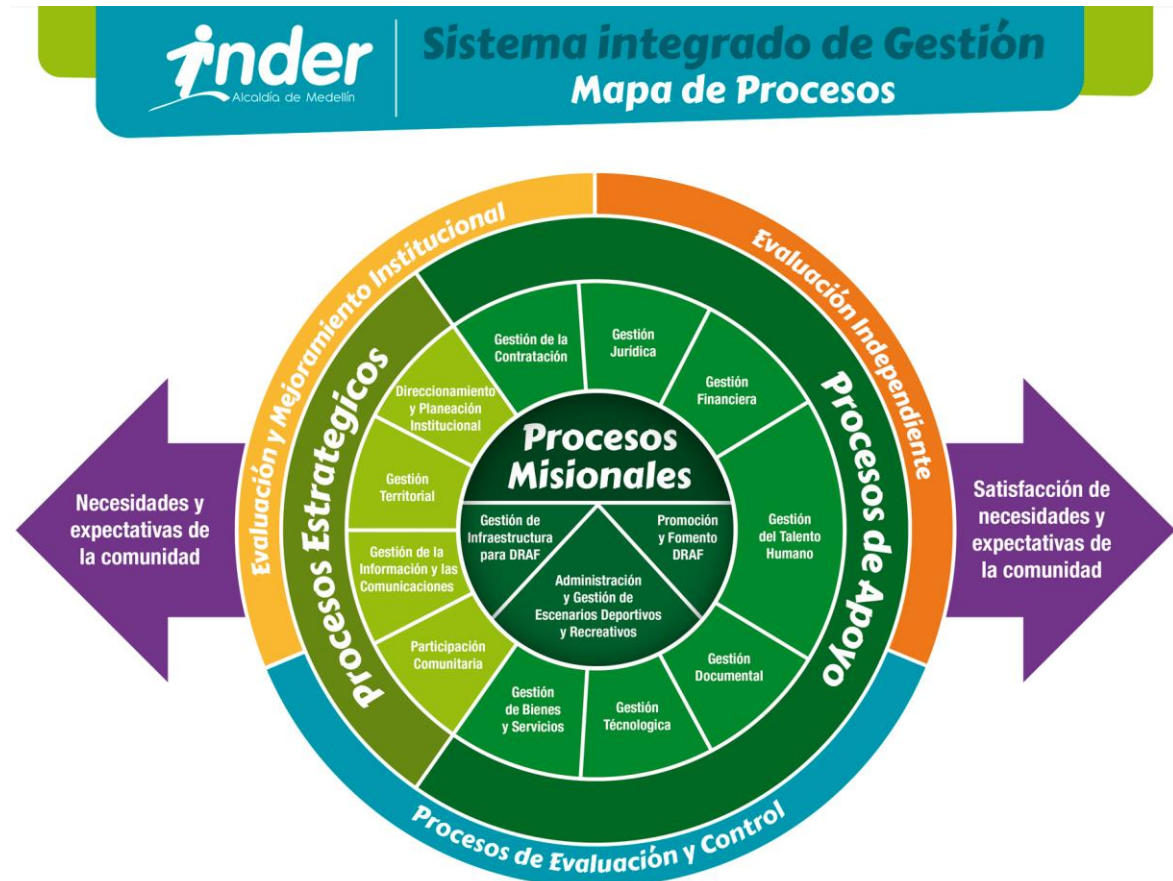 inder
Alcaldía de Medellín
Sistema integrado de Gestión
Mapa de Procesos
Evaluación y Mejoramiento Institucional
Evaluación Independiente
Procesos de Evaluación y Control
Necesidades y
expectativas de
la comunidad
Satisfacción de
necesidades y
expectativas de
la comunidad
Procesos Estrategicos
Direccionamiento
y Planeación
Institucional
Gestión
Territorial
Gestión de la
Información y las
Comunicaciones
Participación
Comunitaria
Procesos de Apoyo
Gestión de la
Contratación
Gestión
Jurídica
Gestión
Financiera
Gestión
del Talento
Humano
Gestión
Documental
Gestión
Técnologica
Gestión
de Bienes
y Servicios
Procesos
Misionales
Gestión de
Infraestructura
para DRAF
Promoción
y Fomento
DRAF
Administración
y Gestión de
Escenarios Deportivos
y Recreativos